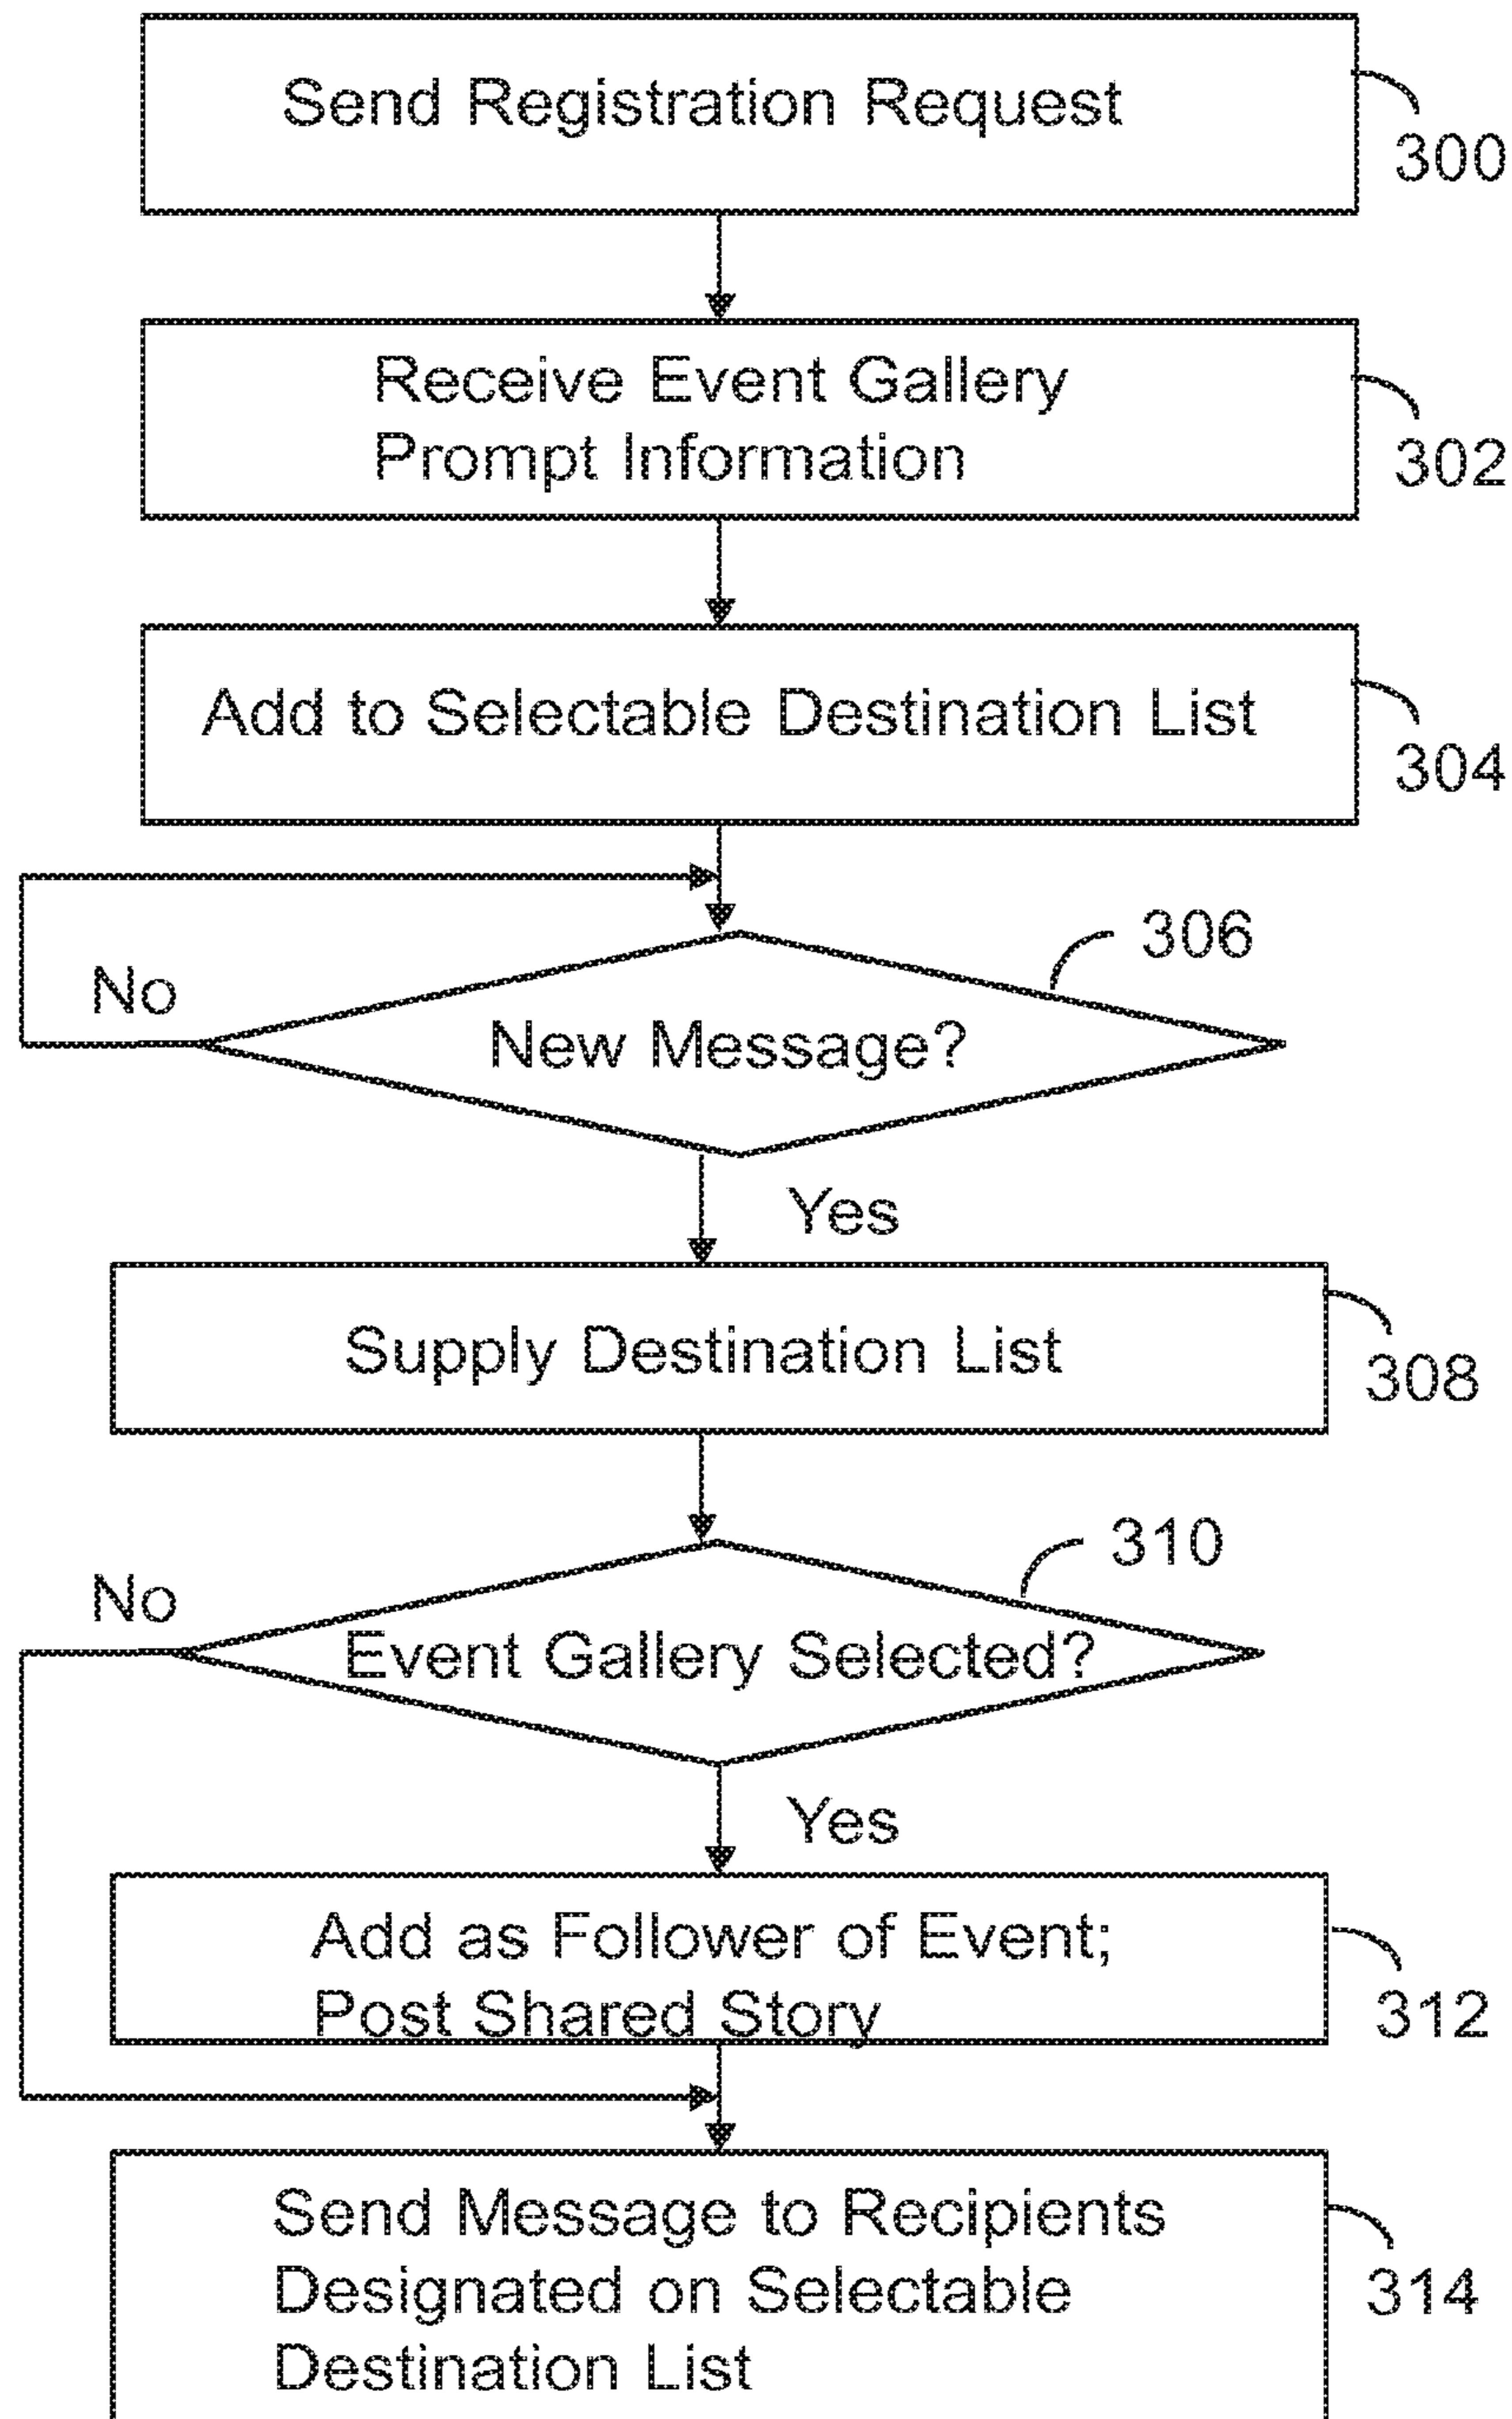 Send Registration Request
300
Receive Event Gallery
Prompt Information
302
Add to Selectable Destination List
304
306
No
New Message?
Yes
Supply Destination List
308
310
No
Event Gallery Selected?
Yes
Add as Follower of Event;
Post Shared Story
312
Send Message to Recipients
Designated on Selectable
Destination List
314